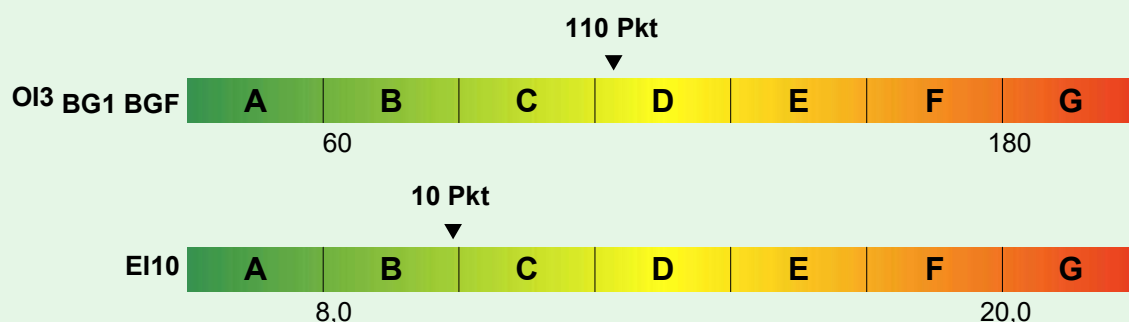 110 Pkt
OI3 BG1 BGF A B C D E F G
60 180
10 Pkt
EI10 A B C D E F G
8,0 20,0